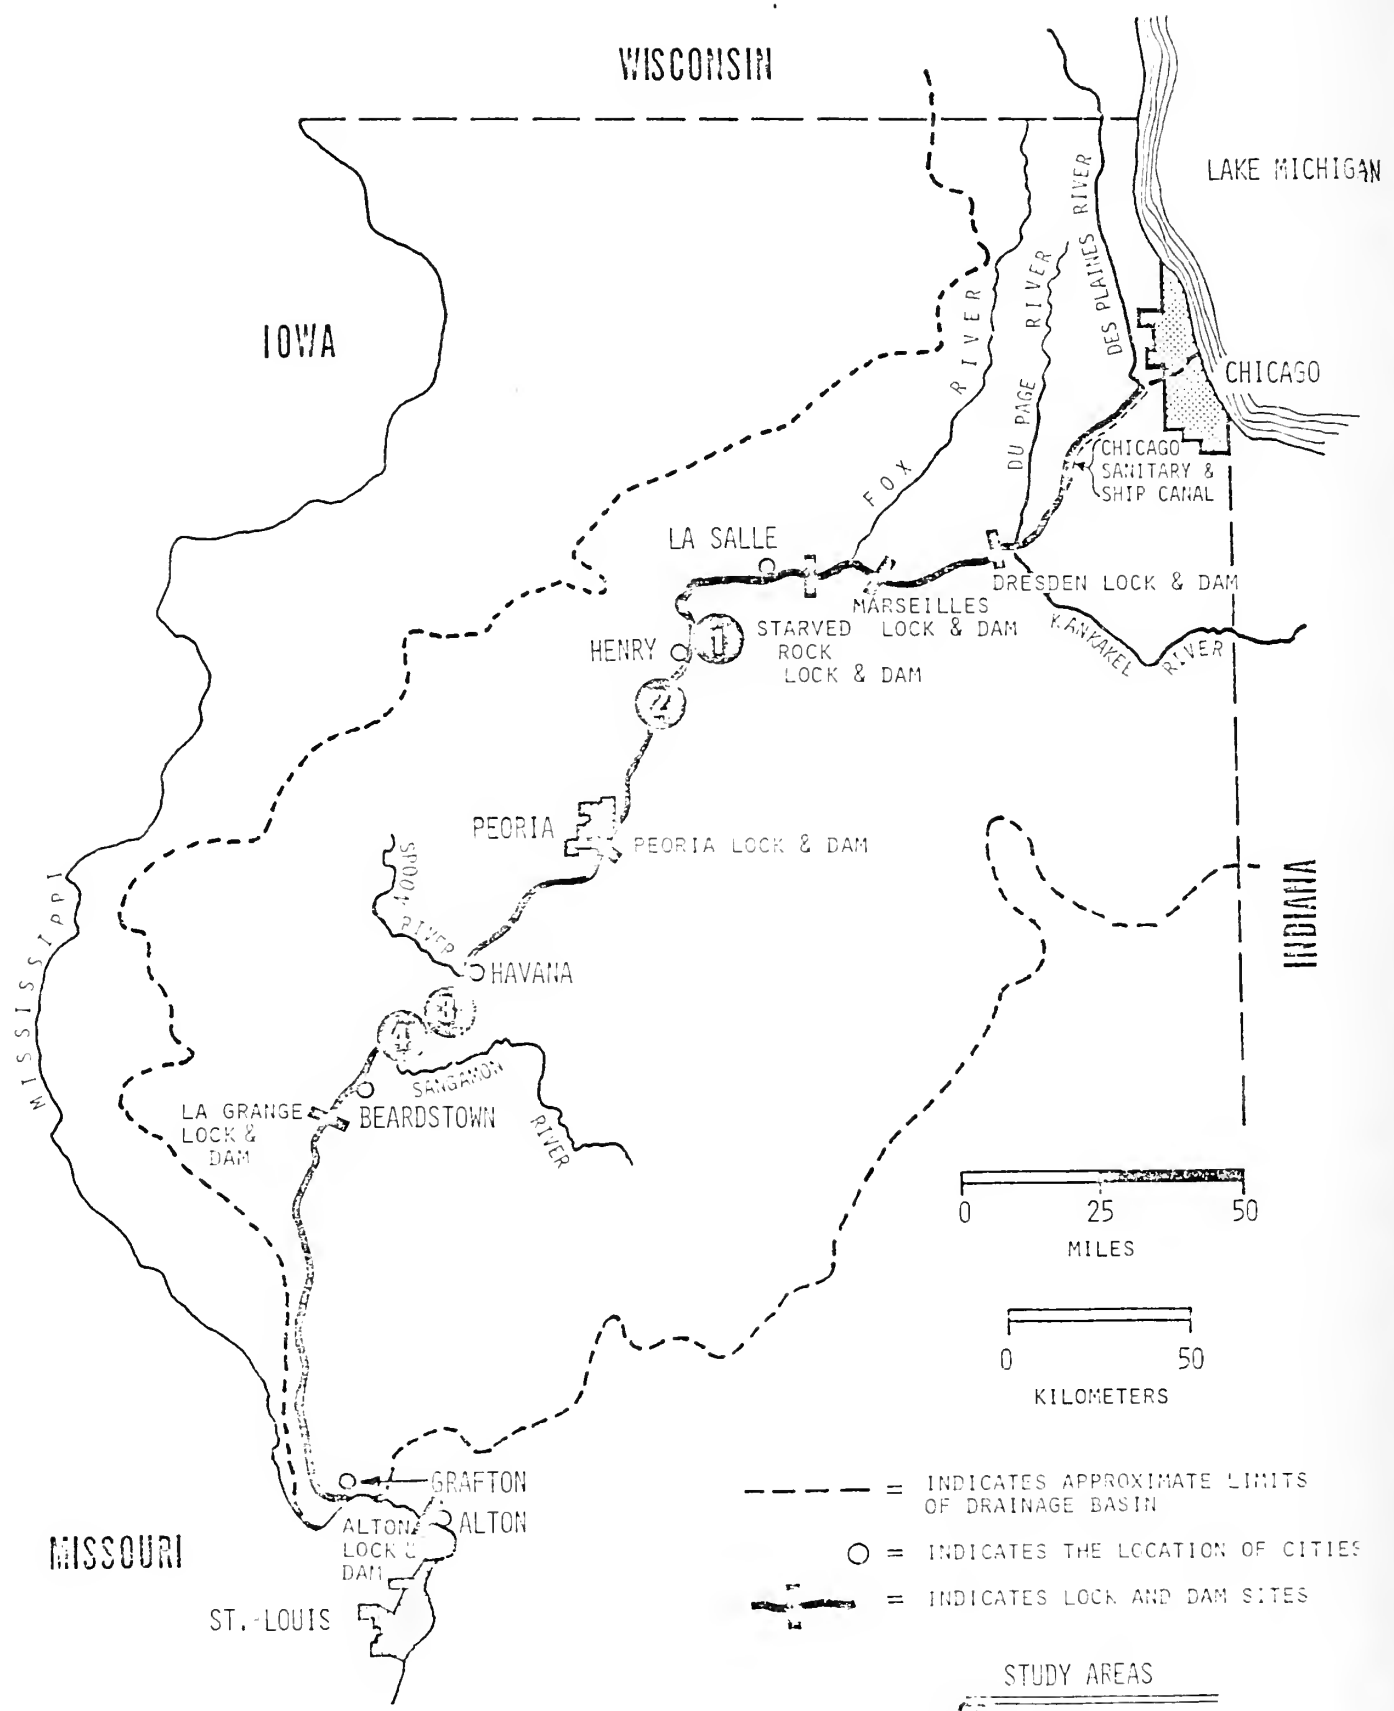 WISCONSIN
LAKE MICHIGAN
IOWA
DES PLAINES RIVER
DU PAGE RIVER
FOX RIVER
CHICAGO
CHICAGO
SANITARY &
SHIP CANAL
LA SALLE
DRESDEN LOCK & DAM
MARSEILLES
LOCK & DAM
STARVED
ROCK
LOCK & DAM
KANKAKEE RIVER
HENRY
1
2
PEORIA
PEORIA LOCK & DAM
SPOON RIVER
HAVANA
INDIANA
MISSISSIPPI
3
4
SANGAMON RIVER
LA GRANGE
LOCK &
DAM
BEARDSTOWN
0 25 50
MILES
0 50
KILOMETERS
GRAFTON
ALTON
ALTON
LOCK &
DAM
MISSOURI
ST. LOUIS
= INDICATES APPROXIMATE LIMITS
OF DRAINAGE BASIN
= INDICATES THE LOCATION OF CITIES
= INDICATES LOCK AND DAM SITES
STUDY AREAS